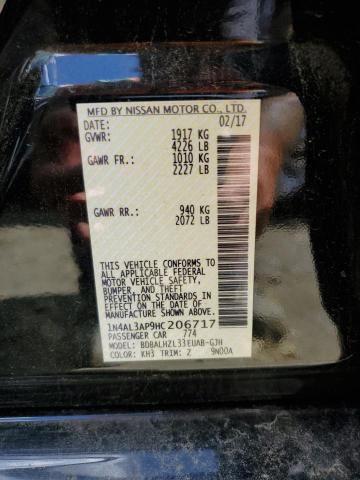 MFD BY NISSAN MOTOR CO., LTD.
DATE: 02/17
GVWR: 1917 KG
4226 LB
GAWR FR: 1010 KG
2227 LB
GAWR RR: 940 KG
2072 LB
THIS VEHICLE CONFORMS TO
ALL APPLICABLE FEDERAL
MOTOR VEHICLE SAFETY,
BUMPER, AND THEFT
PREVENTION STANDARDS IN
EFFECT ON THE DATE OF
MANUFACTURE SHOWN ABOVE.
1N4AL3AP9HC206717
PASSENGER CAR 774
MODEL: BDBALHZL33EUAB-GJH
COLOR: KH3 TRIM: Z 9N00A